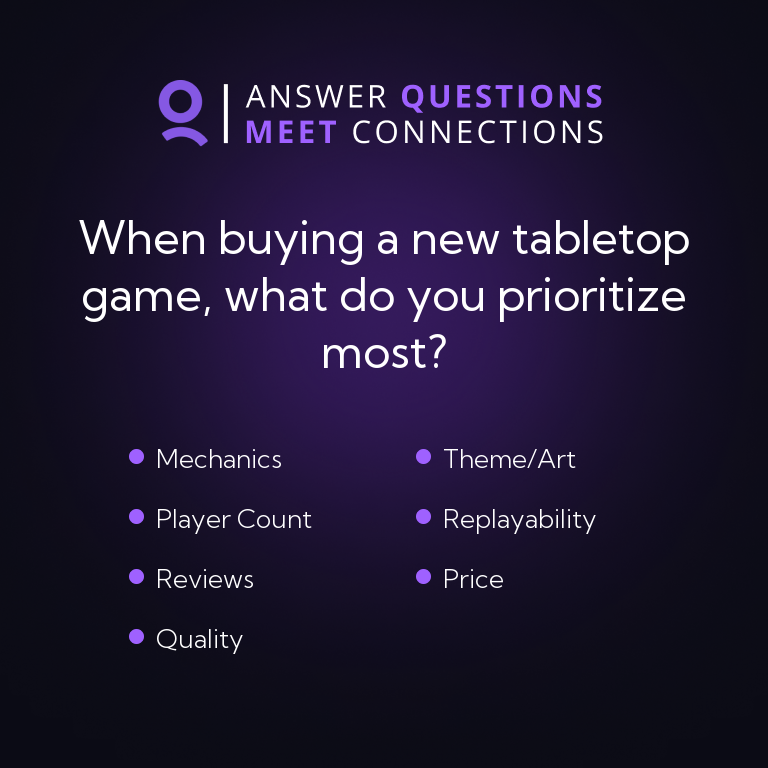 ANSWER QUESTIONS
MEET CONNECTIONS
When buying a new tabletop
game, what do you prioritize
most?
Mechanics
Theme/Art
Player Count
Replayability
Reviews
Price
Quality